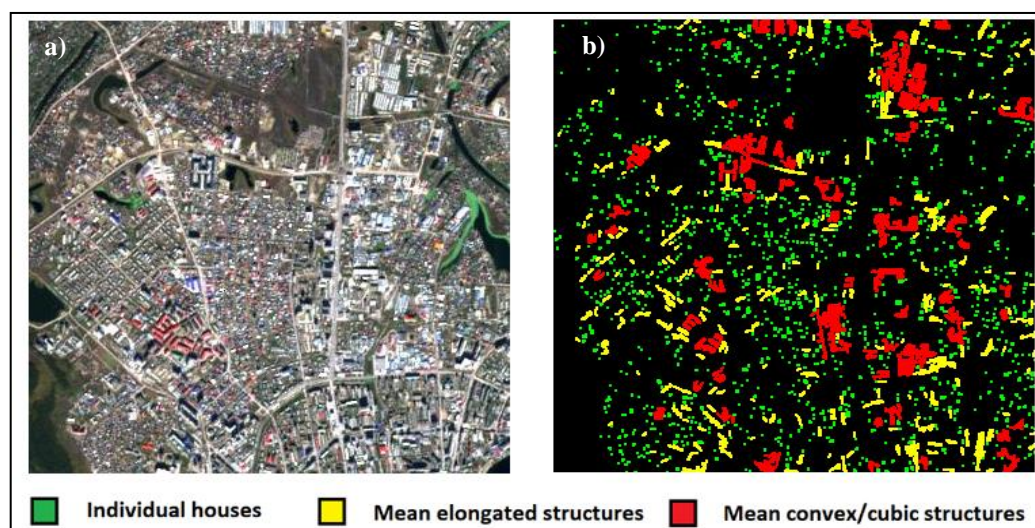 a)
b)
Individual houses
Mean elongated structures
Mean convex/cubic structures